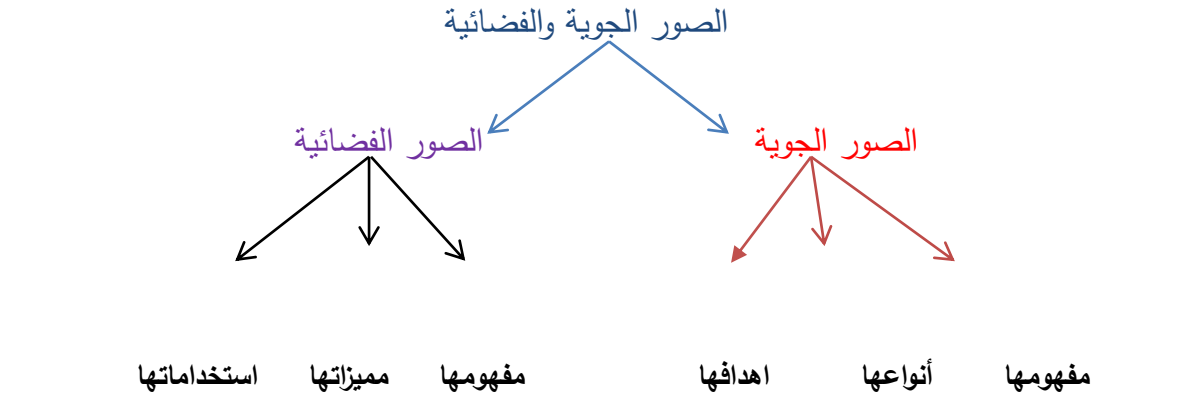 الصور الجوية والفضائية
الصور الجوية
الصور الفضائية
مفهومها أنواعها اهدافها مفهومها مميزاتها استخداماتها